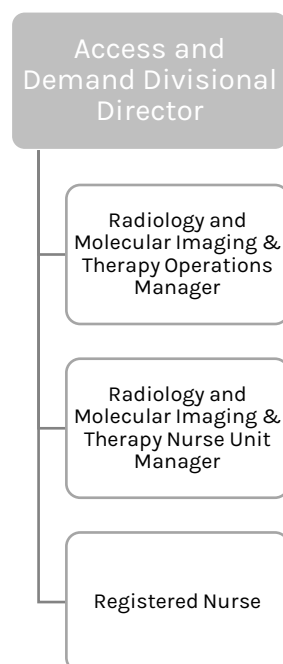 Access and
Demand Divisional
Director
Radiology and
Molecular Imaging &
Therapy Operations
Manager
Radiology and
Molecular Imaging &
Therapy Nurse Unit
Manager
Registered Nurse